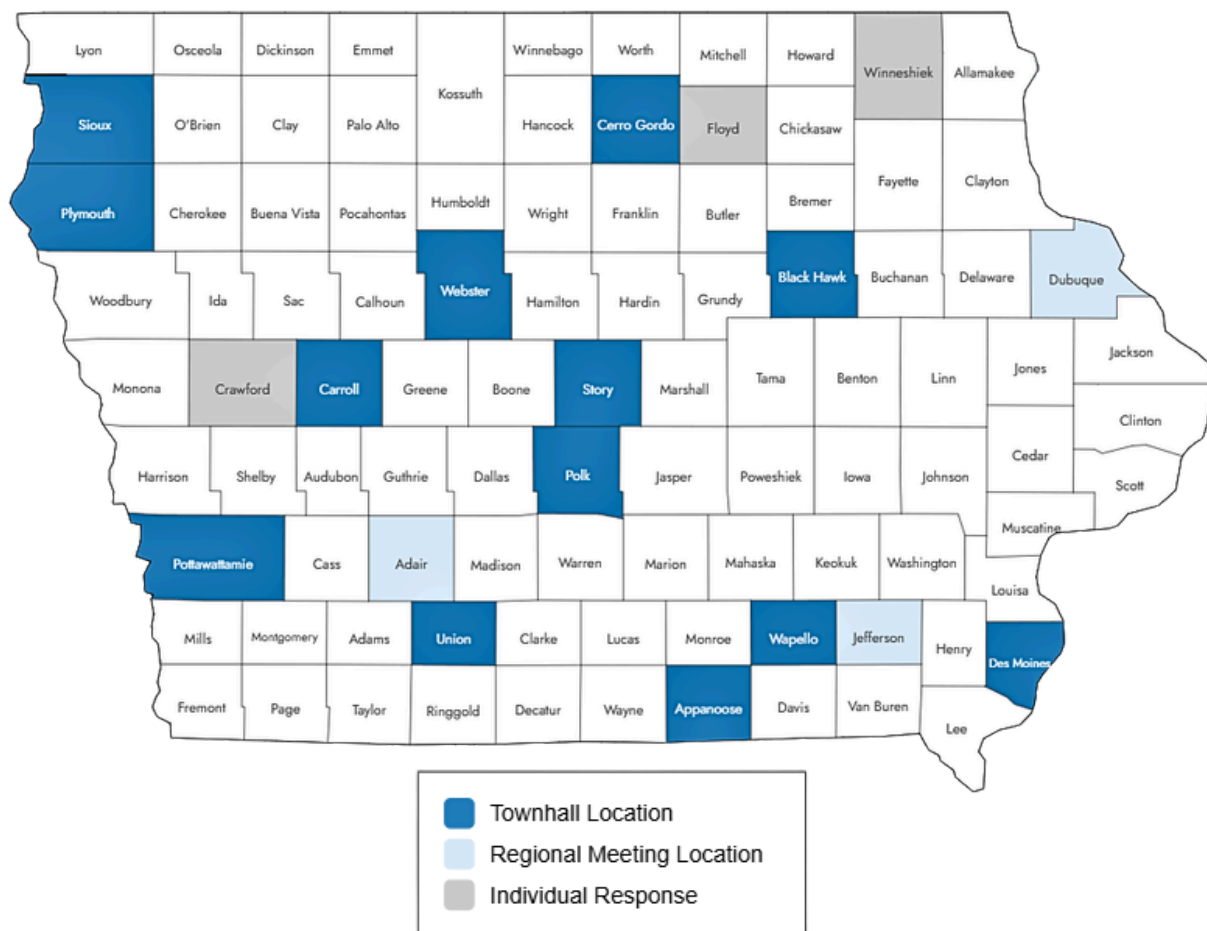 Lyon
Osceola
Dickinson
Emmet
Kossuth
Winnebago
Worth
Mitchell
Howard
Winneshiek
Allamakee
Sioux
O'Brien
Clay
Palo Alto
Hancock
Cerro Gordo
Floyd
Chickasaw
Fayette
Clayton
Plymouth
Cherokee
Buena Vista
Pocahontas
Humboldt
Wright
Franklin
Butler
Bremer
Woodbury
Ida
Sac
Calhoun
Webster
Hamilton
Hardin
Grundy
Black Hawk
Buchanan
Delaware
Dubuque
Monona
Crawford
Carroll
Greene
Boone
Story
Marshall
Tama
Benton
Linn
Jones
Jackson
Clinton
Harrison
Shelby
Audubon
Guthrie
Dallas
Polk
Jasper
Poweshiek
Iowa
Johnson
Cedar
Scott
Muscatine
Pottawattamie
Cass
Adair
Madison
Warren
Marion
Mahaska
Keokuk
Washington
Louisa
Mills
Montgomery
Adams
Union
Clarke
Lucas
Monroe
Wapello
Jefferson
Henry
Des Moines
Fremont
Page
Taylor
Ringgold
Decatur
Wayne
Appanoose
Davis
Van Buren
Lee
Townhall Location
Regional Meeting Location
Individual Response